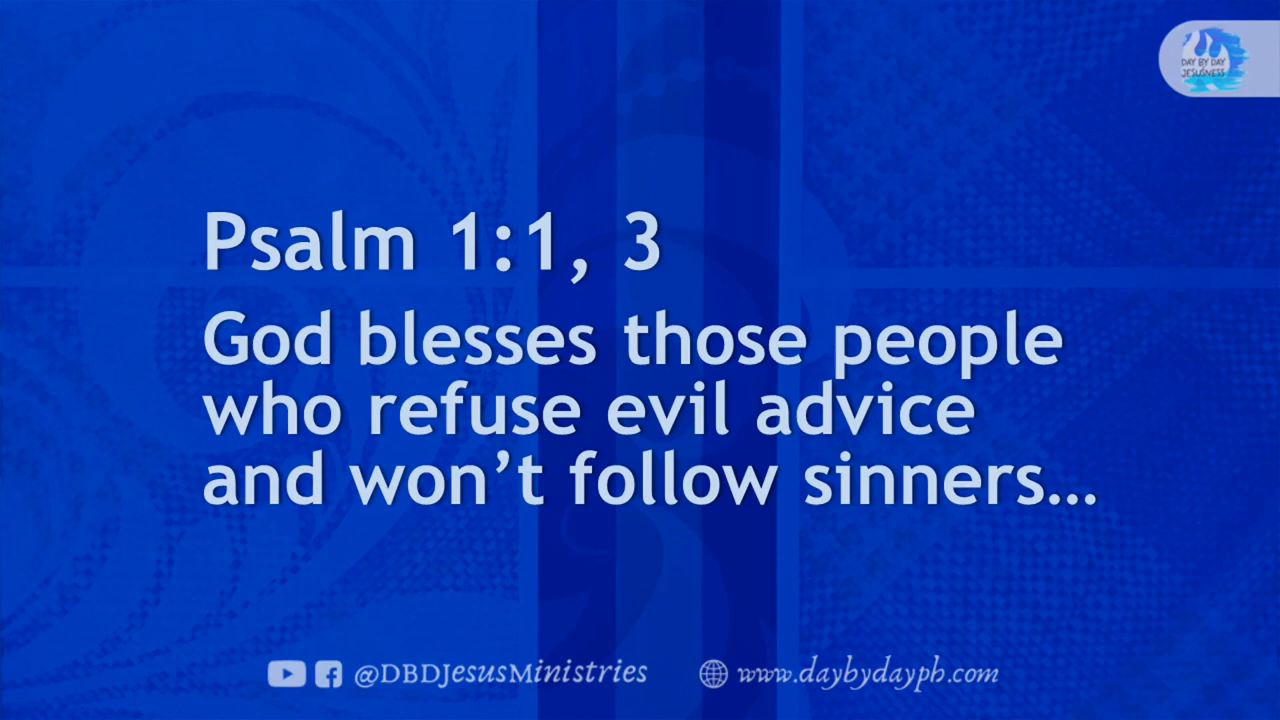 DAY BY DAY
JESUSNESS
Psalm 1:1, 3
God blesses those people
who refuse evil advice
and won’t follow sinners…
@DBDJesusMinistries
www.daybydayph.com